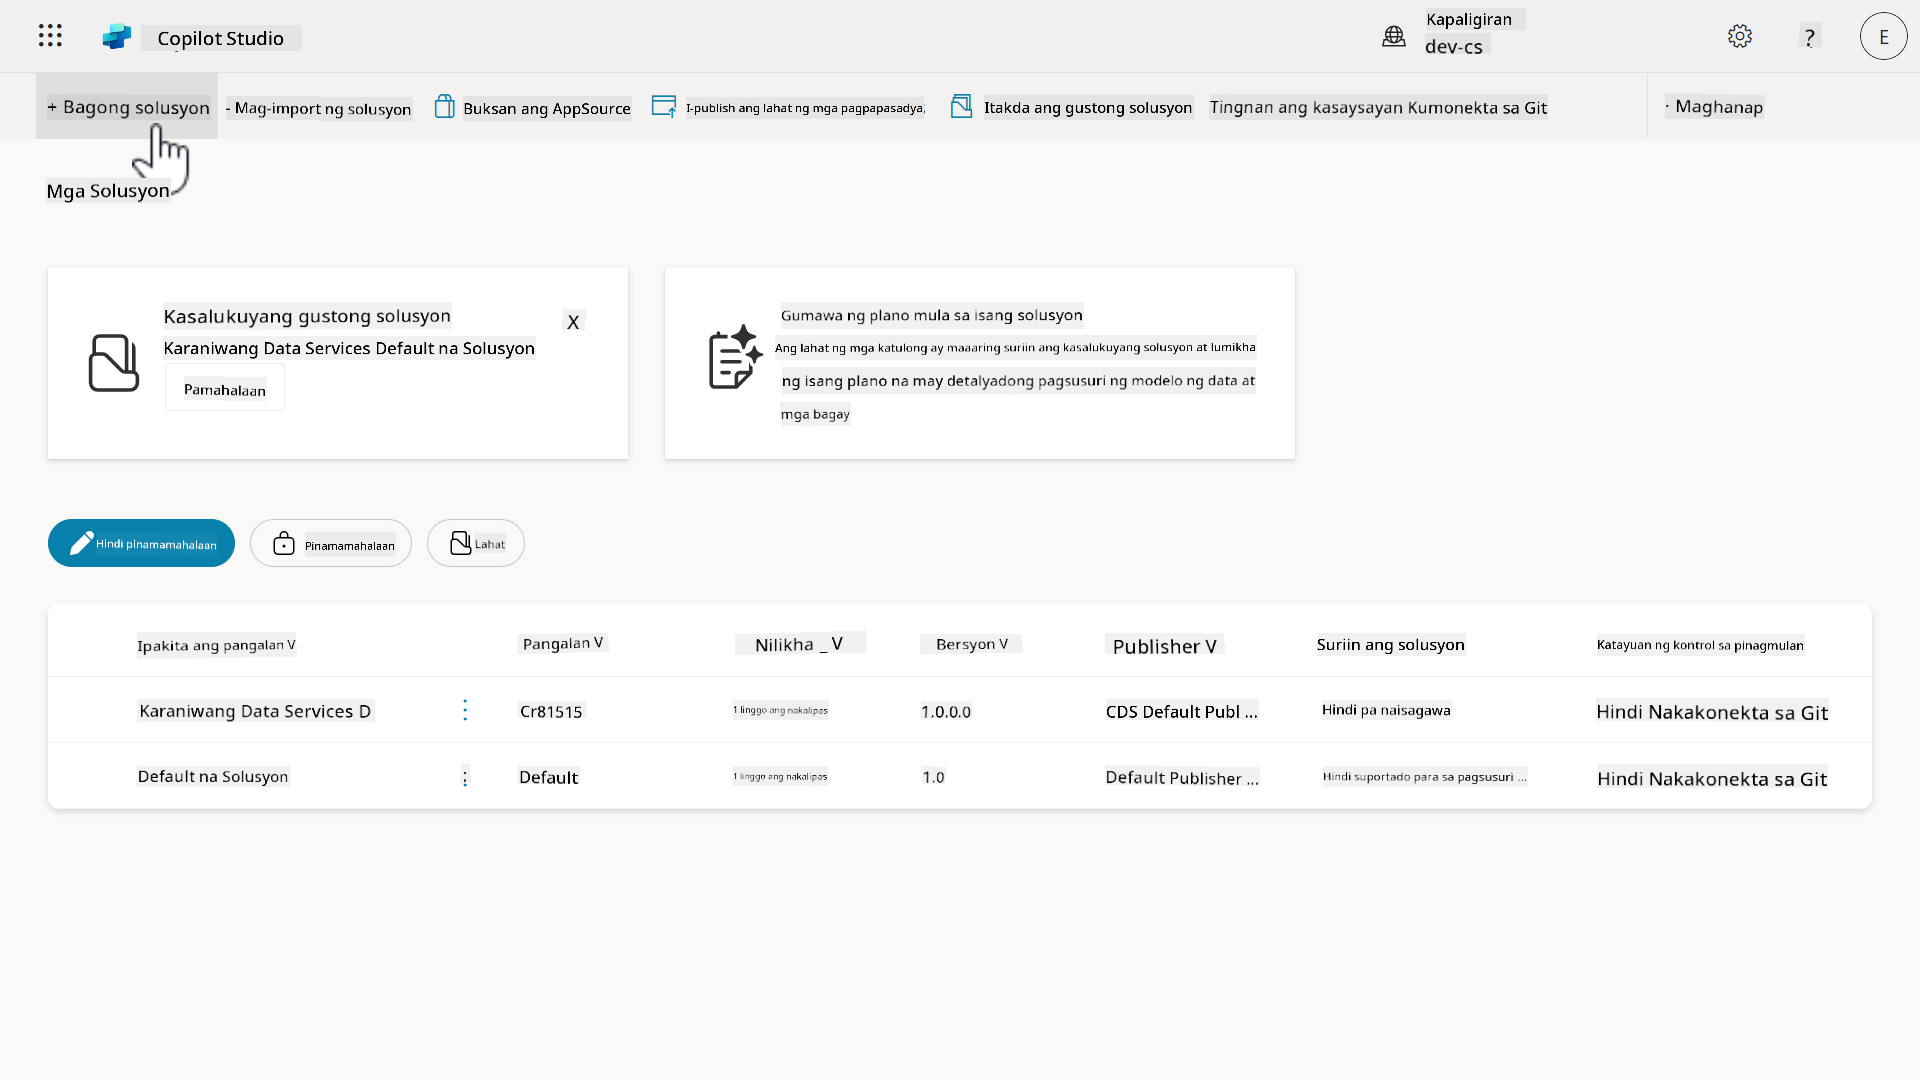 Copilot Studio
Kapaligiran
dev-cs
?
E
+ Bagong solusyon
- Mag-import ng solusyon
Buksan ang AppSource
I-publish ang lahat ng mga pagpapasadya
Itakda ang gustong solusyon
Tingnan ang kasaysayan Kumonekta sa Git
· Maghanap
Mga Solusyon
Kasalukuyang gustong solusyon
X
Karaniwang Data Services Default na Solusyon
Pamahalaan
Gumawa ng plano mula sa isang solusyon
Ang lahat ng mga katulong ay maaaring suriin ang kasalukuyang solusyon at lumikha
ng isang plano na may detalyadong pagsusuri ng modelo ng data at
mga bagay
Hindi pinamamahalaan
Pinamamahalaan
Lahat
Ipakita ang pangalan V
Pangalan V
Nilikha _ V
Bersyon V
Publisher V
Suriin ang solusyon
Katayuan ng kontrol sa pinagmulan
Karaniwang Data Services D
Cr81515
1 linggo ang nakalipas
1.0.0.0
CDS Default Publ ...
Hindi pa naisagawa
Hindi Nakakonekta sa Git
Default na Solusyon
Default
1 linggo ang nakalipas
1.0
Default Publisher ...
Hindi suportado para sa pagsusuri ...
Hindi Nakakonekta sa Git